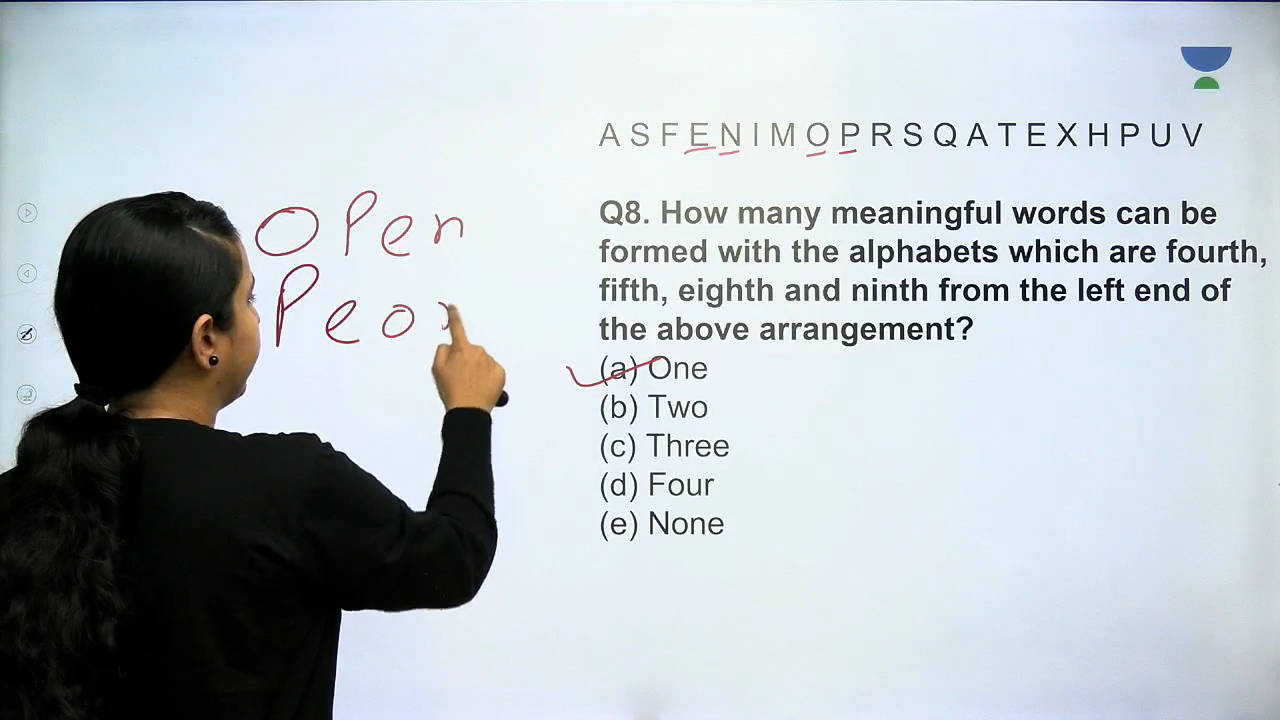 A S F E N I M O P R S Q A T E X H P U V
Q8. How many meaningful words can be
formed with the alphabets which are fourth,
fifth, eighth and ninth from the left end of
the above arrangement?
(a) One
(b) Two
(c) Three
(d) Four
(e) None
Open
Peo